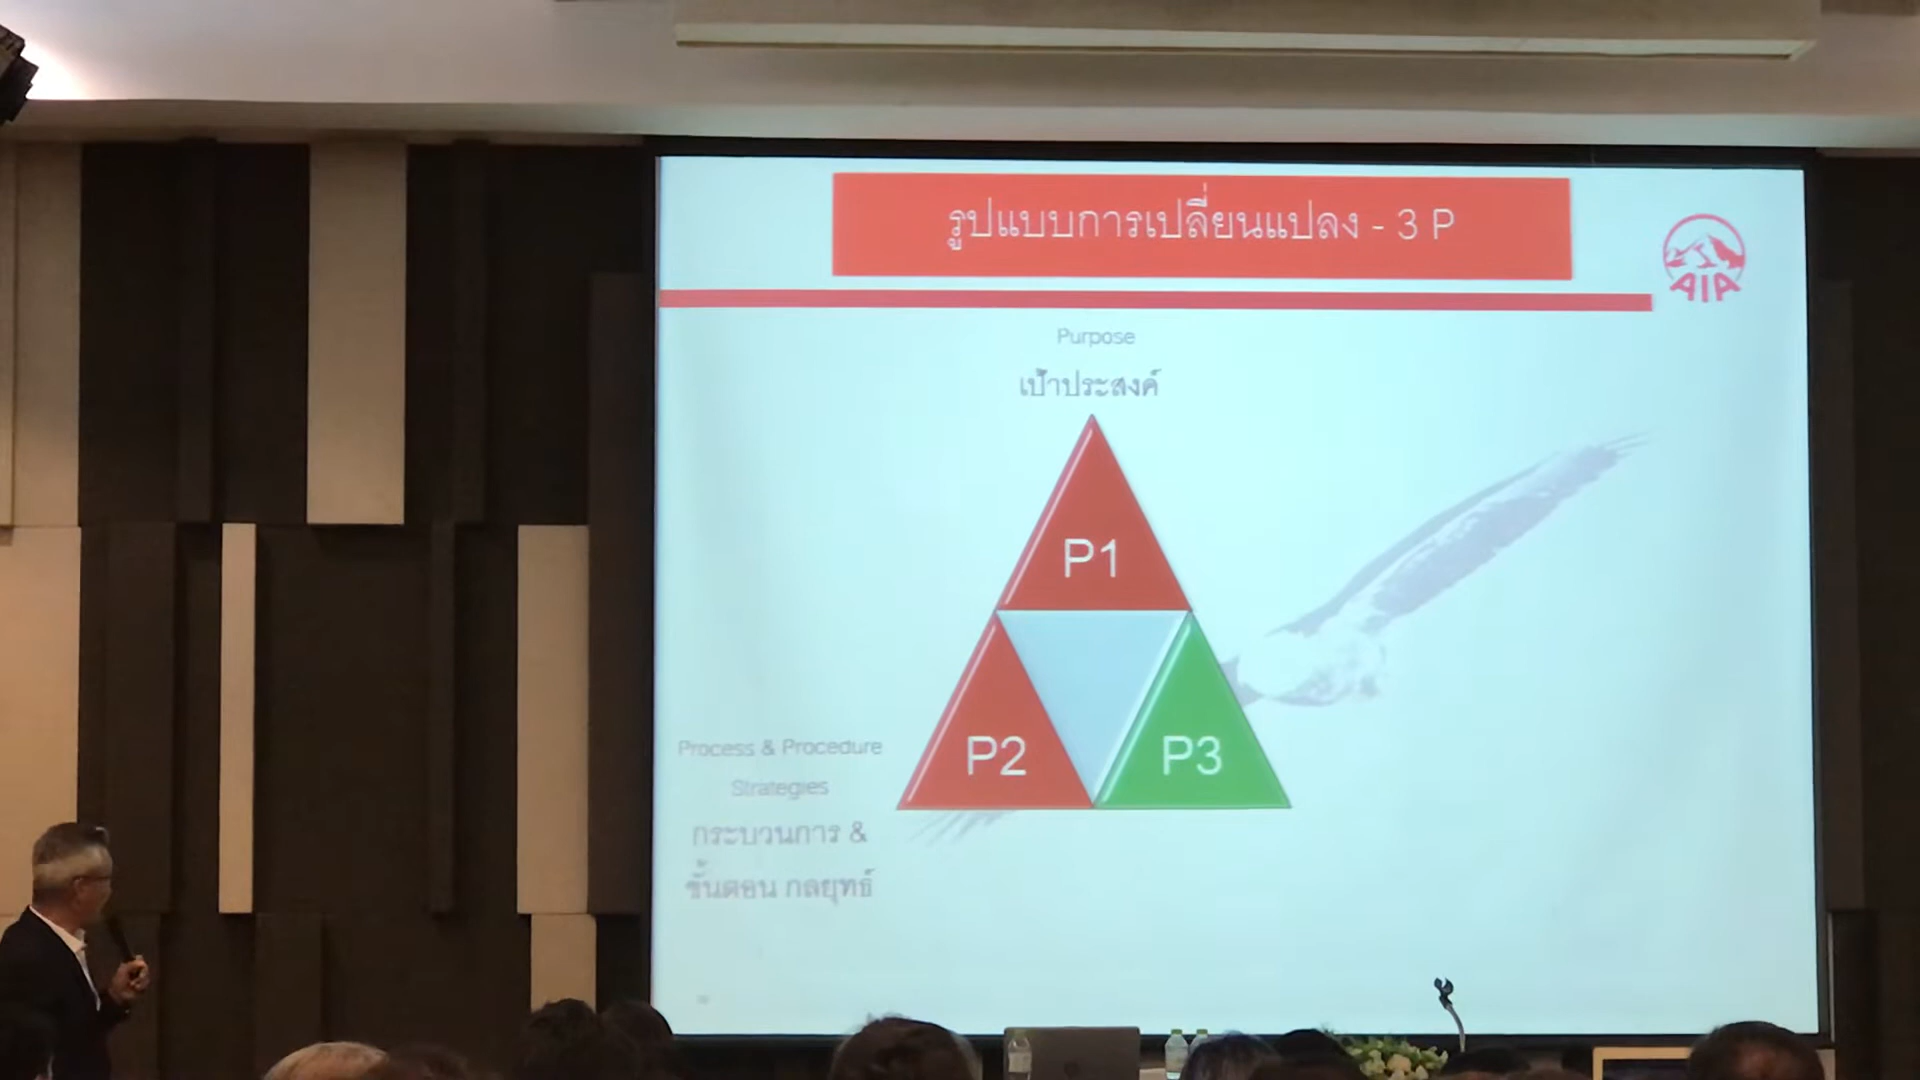 รูปแบบการเปลี่ยนแปลง - 3 P
AIA
Purpose
เป้าประสงค์
P1
P2
P3
Process & Procedure
Strategies
กระบวนการ &
ขั้นตอน กลยุทธ์